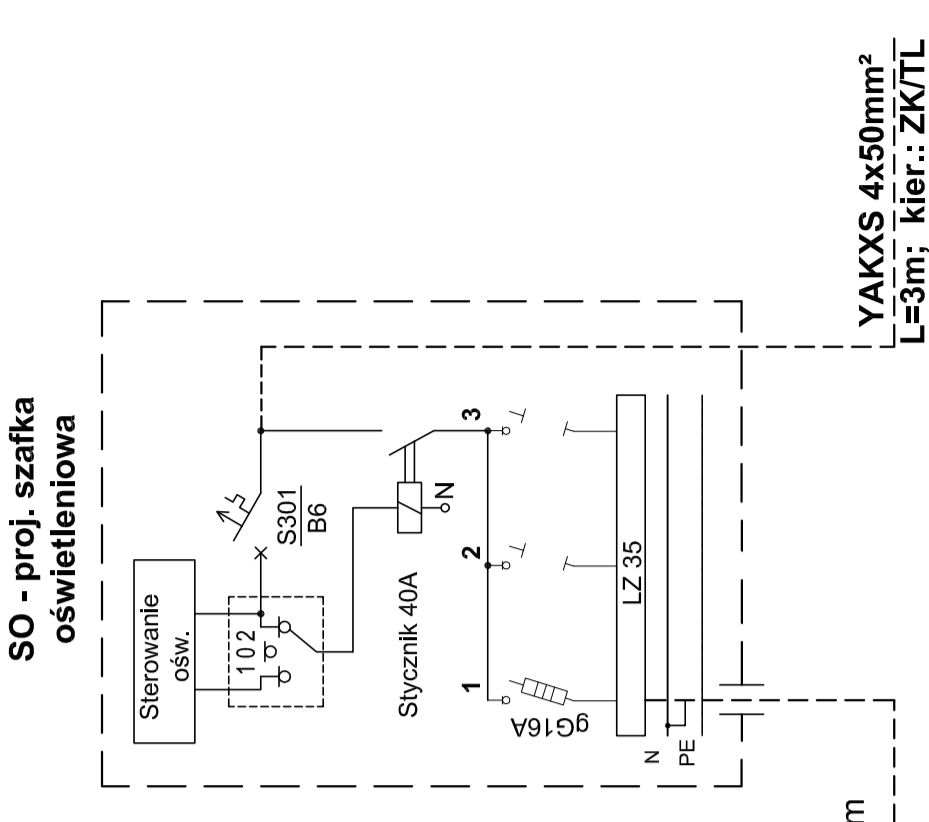 SO - proj. szafka
oświetleniowa
Sterowanie
ośw.
1 0 2
S301
B6
N
Stycznik 40A
1
2
3
gG16A
LZ 35
N
PE
YAKXS 4x50mm²
L=3m; kier.: ZK/TL
m